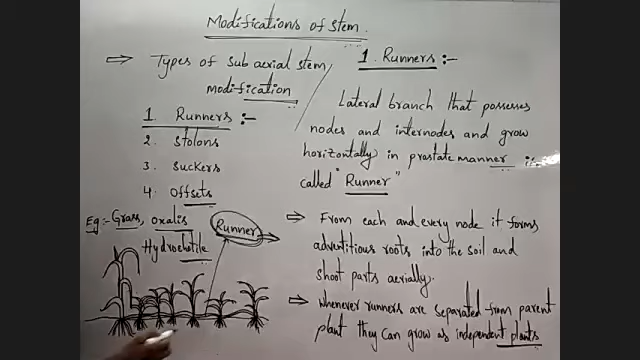 Modifications of stem.
⇒ Types of sub aerial stem
modification
1. Runners :-
2. Stolons
3. Suckers
4. Offsets
Eg:- Grass, oxalis
Hydrocotile
Runner
1. Runners :-
Lateral branch that possesses
nodes and internodes and grow
horizontally in prostate manner is
called "Runner"
⇒ From each and every node it forms
adventitious roots into the soil and
shoot parts aerially.
⇒ Whenever runners are separated from parent
plant they can grow as independent plants